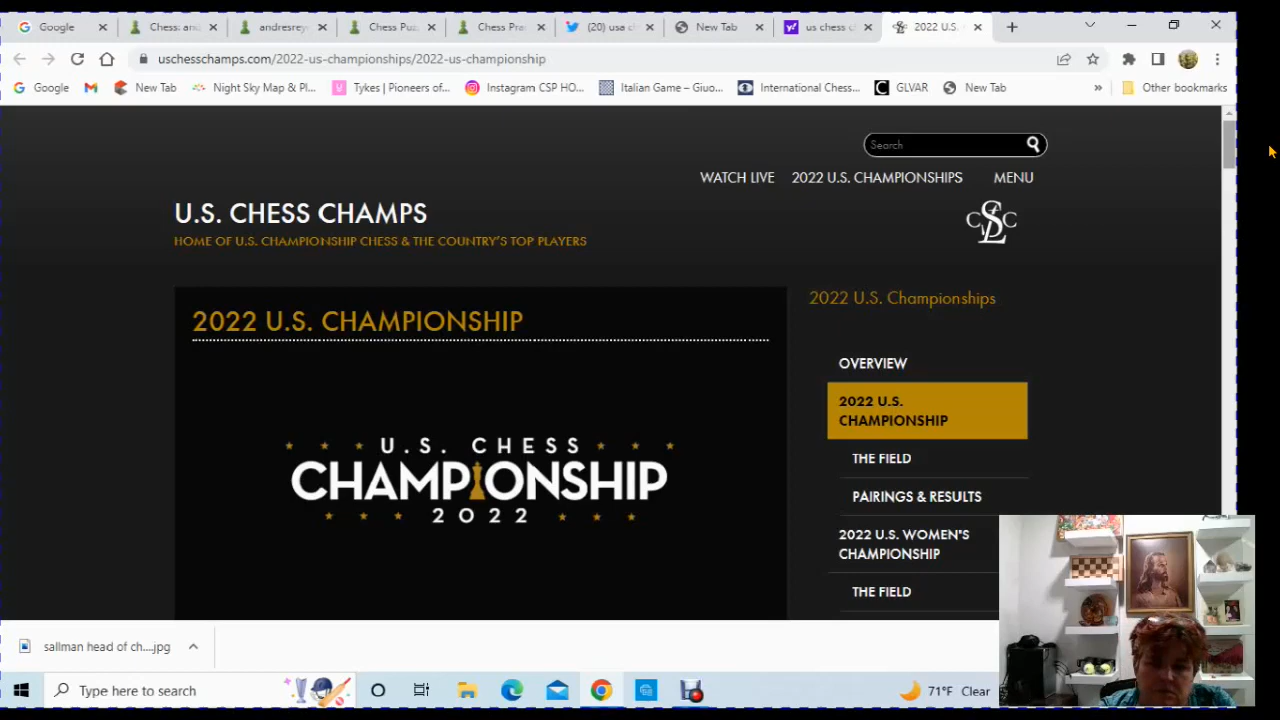 Google
Chess: and
andresrey
Chess Puz
Chess Pra
(20) usa c
New Tab
us chess c
2022 U.S.
uschesschamps.com/2022-us-championships/2022-us-championship
Google
New Tab
Night Sky Map & Pl...
Tykes | Pioneers of...
Instagram CSP HO...
Italian Game – Giuo...
International Chess...
GLVAR
New Tab
»
Other bookmarks
Search
WATCH LIVE
2022 U.S. CHAMPIONSHIPS
MENU
U.S. CHESS CHAMPS
HOME OF U.S. CHAMPIONSHIP CHESS & THE COUNTRY'S TOP PLAYERS
2022 U.S. CHAMPIONSHIP
U.S. CHESS
CHAMPIONSHIP
2022
2022 U.S. Championships
OVERVIEW
2022 U.S.
CHAMPIONSHIP
THE FIELD
PAIRINGS & RESULTS
2022 U.S. WOMEN'S
CHAMPIONSHIP
THE FIELD
sallman head of ch....jpg
Type here to search
71°F Clear